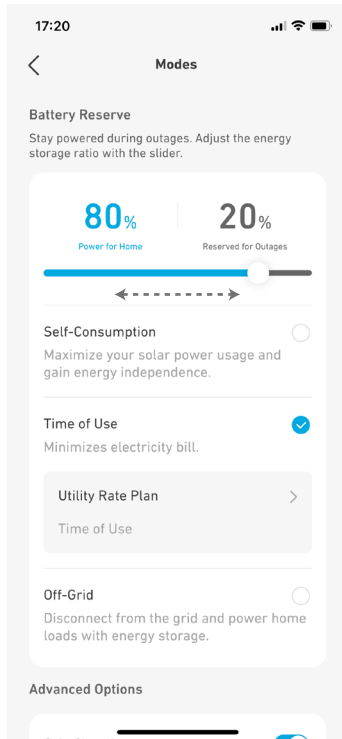 17:20
Modes
Battery Reserve
Stay powered during outages. Adjust the energy
storage ratio with the slider.
80% 20%
Power for Home Reserved for Outages
Self-Consumption
Maximize your solar power usage and
gain energy independence.
Time of Use
Minimizes electricity bill.
Utility Rate Plan
Time of Use
Off-Grid
Disconnect from the grid and power home
loads with energy storage.
Advanced Options